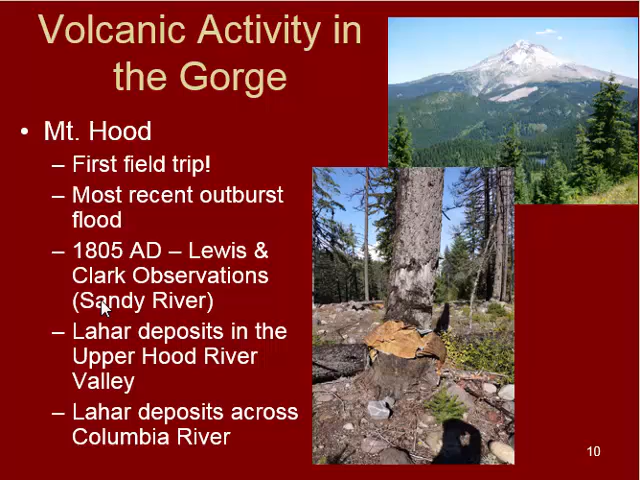 Volcanic Activity in
the Gorge
• Mt. Hood
– First field trip!
– Most recent outburst
flood
– 1805 AD – Lewis &
Clark Observations
(Sandy River)
– Lahar deposits in the
Upper Hood River
Valley
– Lahar deposits across
Columbia River
10